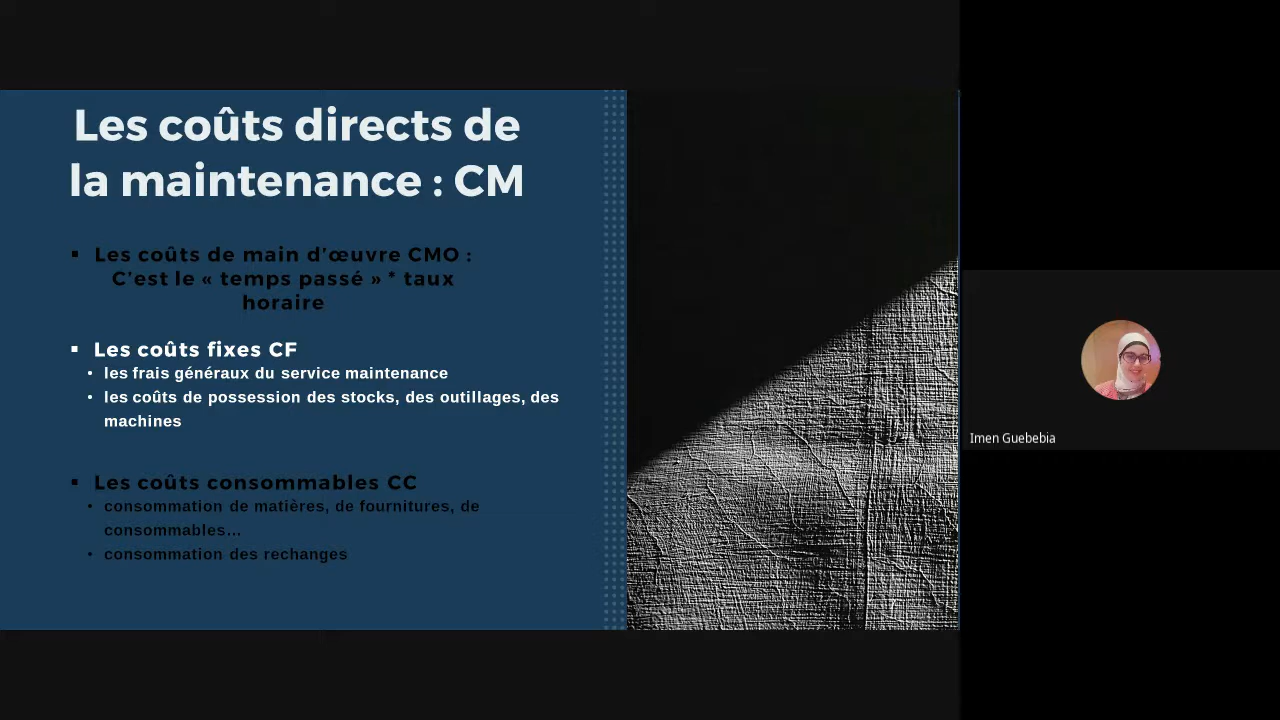 Les coûts directs de
la maintenance : CM
▪ Les coûts de main d’œuvre CMO :
C’est le « temps passé » * taux
horaire
▪ Les coûts fixes CF
• les frais généraux du service maintenance
• les coûts de possession des stocks, des outillages, des
machines
▪ Les coûts consommables CC
• consommation de matières, de fournitures, de
consommables...
• consommation des rechanges
Imen Guebebia